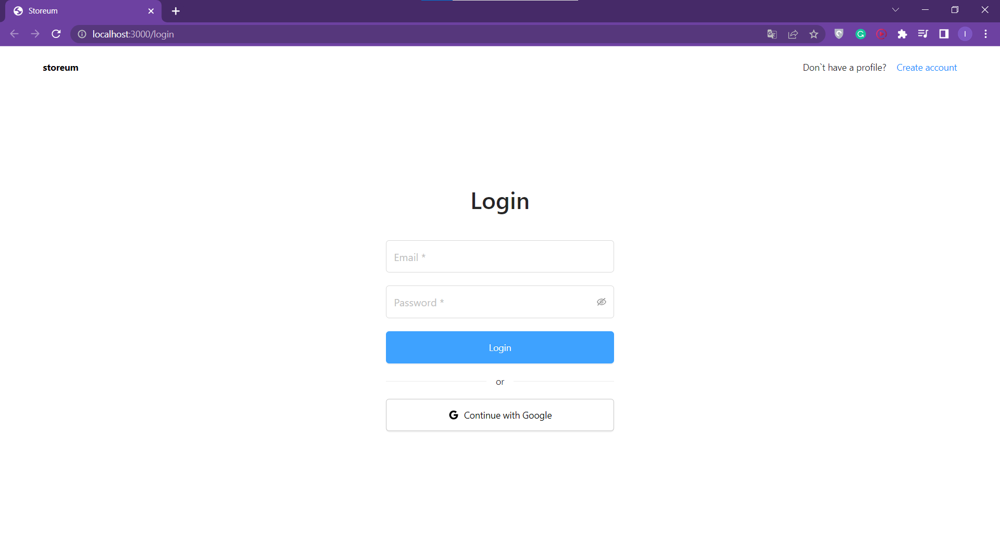 Storeum
localhost:3000/login
I
storeum
Don`t have a profile? Create account
Login
Email *
Password *
Login
or
Continue with Google